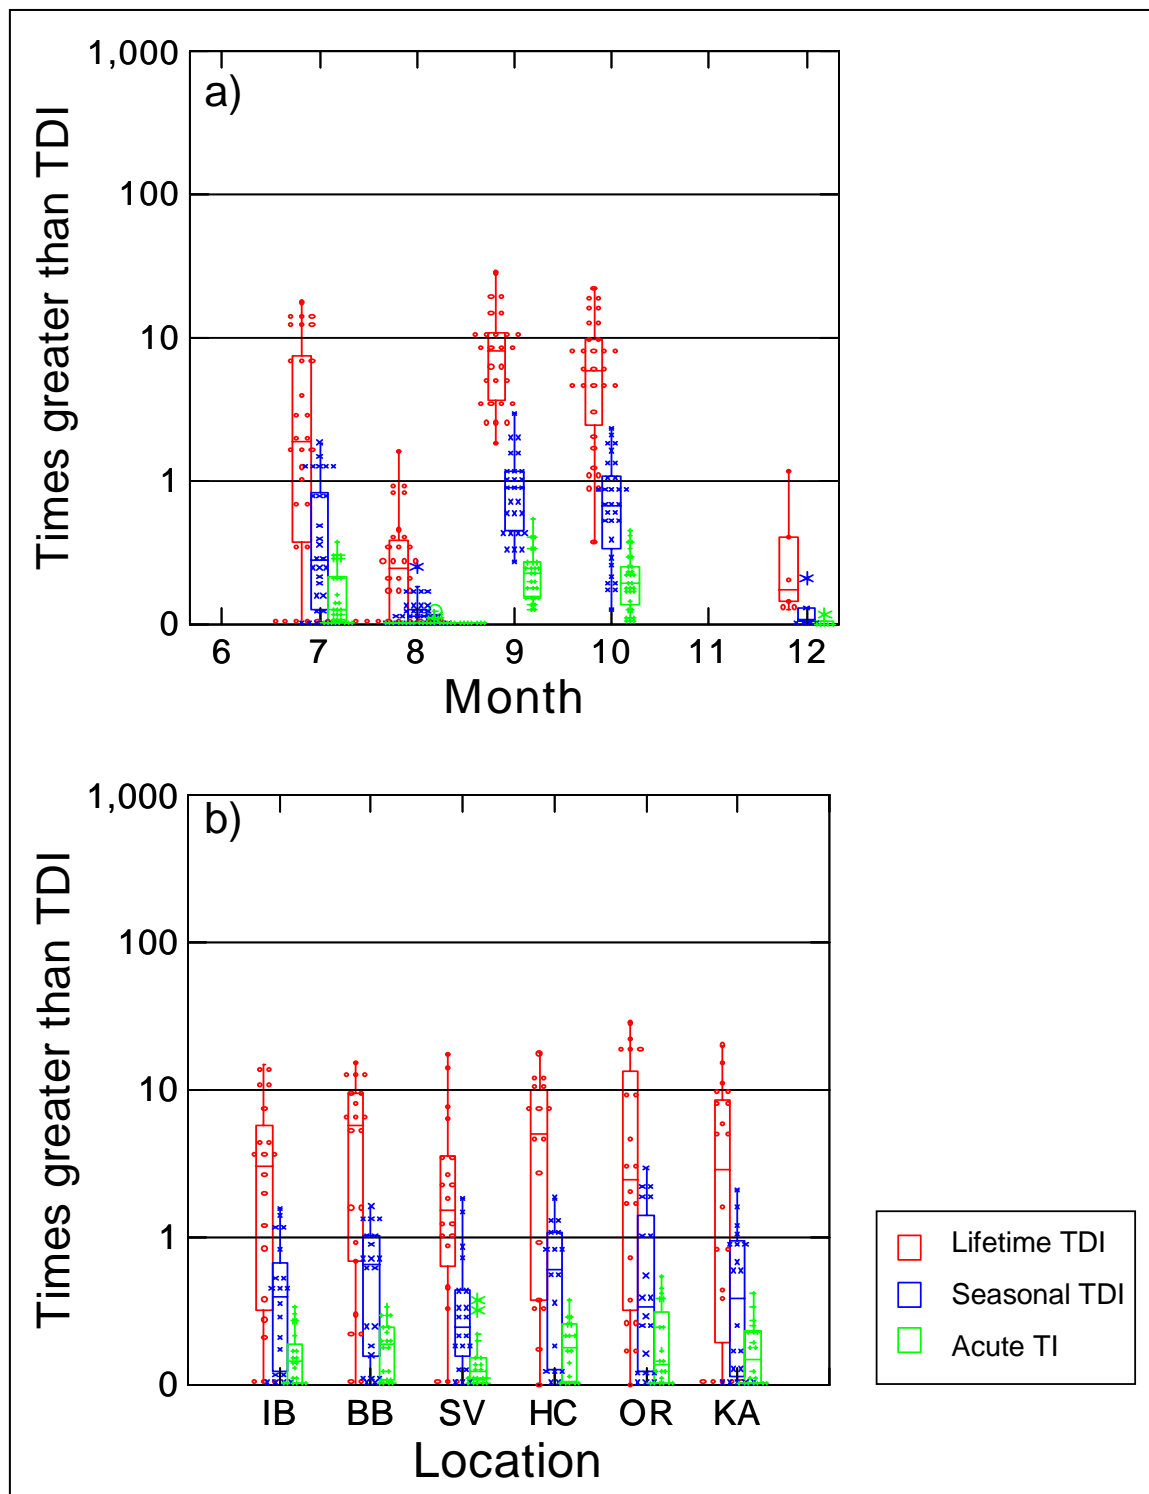 a)
1,000
100
10
1
0
Times greater than TDI
6 7 8 9 10 11 12
Month
b)
1,000
100
10
1
0
Times greater than TDI
IB BB SV HC OR KA
Location
Lifetime TDI
Seasonal TDI
Acute TI